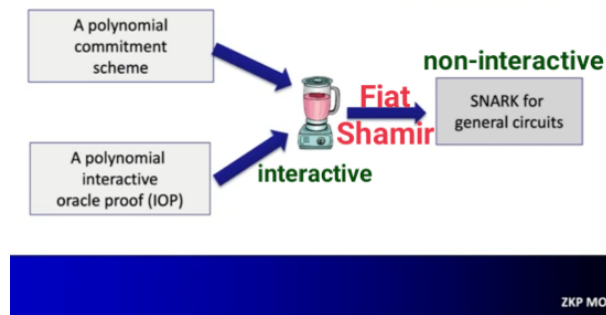 A polynomial
commitment
scheme
non-interactive
Fiat
Shamir
SNARK for
general circuits
A polynomial
interactive
oracle proof (IOP)
interactive
ZKP MO